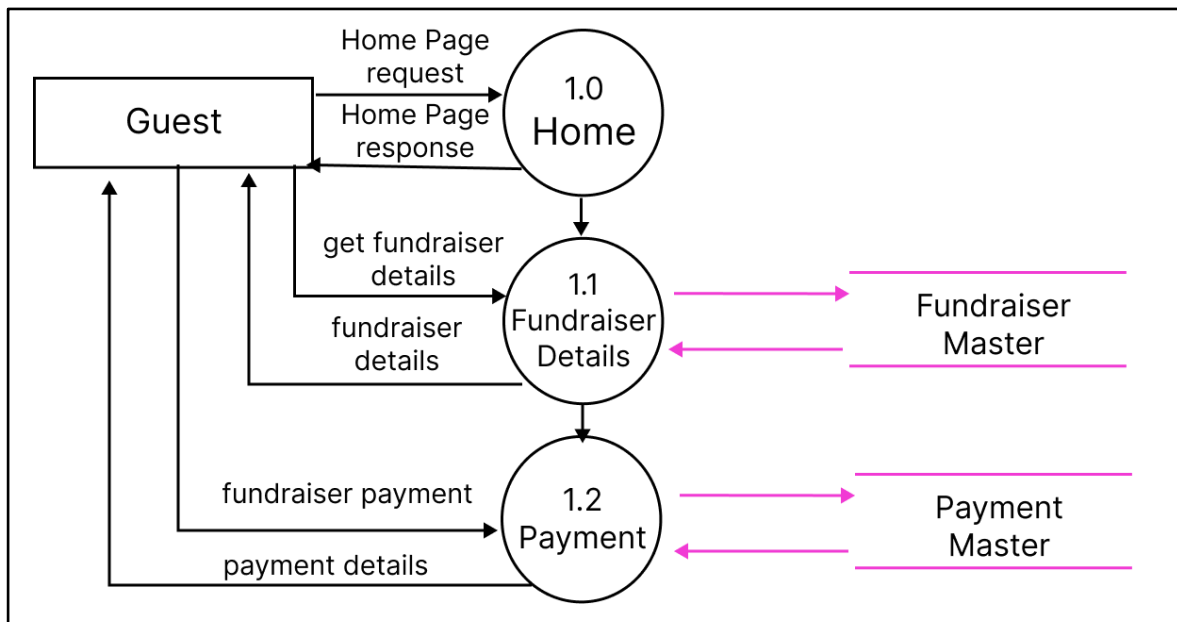 Home Page
request
1.0
Home
Guest
Home Page
response
get fundraiser
details
1.1
Fundraiser
Details
fundraiser
details
Fundraiser
Master
fundraiser payment
1.2
Payment
payment details
Payment
Master